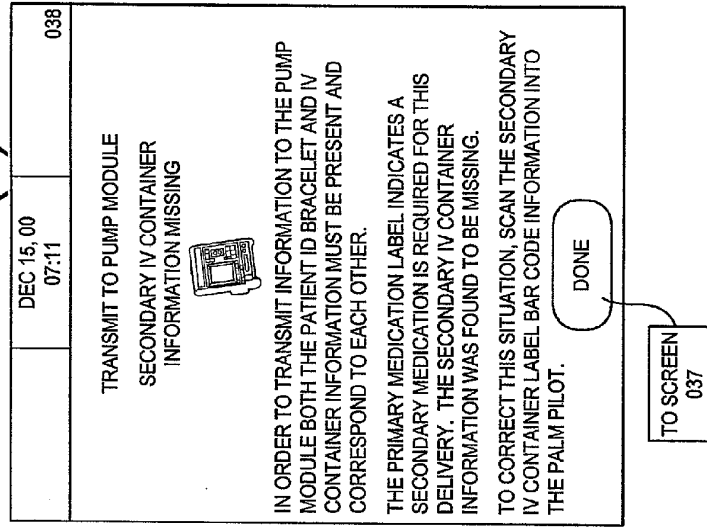 DEC 15, 00
07:11
038
TRANSMIT TO PUMP MODULE
SECONDARY IV CONTAINER
INFORMATION MISSING
IN ORDER TO TRANSMIT INFORMATION TO THE PUMP
MODULE BOTH THE PATIENT ID BRACELET AND IV
CONTAINER INFORMATION MUST BE PRESENT AND
CORRESPOND TO EACH OTHER.
THE PRIMARY MEDICATION LABEL INDICATES A
SECONDARY MEDICATION IS REQUIRED FOR THIS
DELIVERY. THE SECONDARY IV CONTAINER
INFORMATION WAS FOUND TO BE MISSING.
TO CORRECT THIS SITUATION, SCAN THE SECONDARY
IV CONTAINER LABEL BAR CODE INFORMATION INTO
THE PALM PILOT.
DONE
TO SCREEN
037